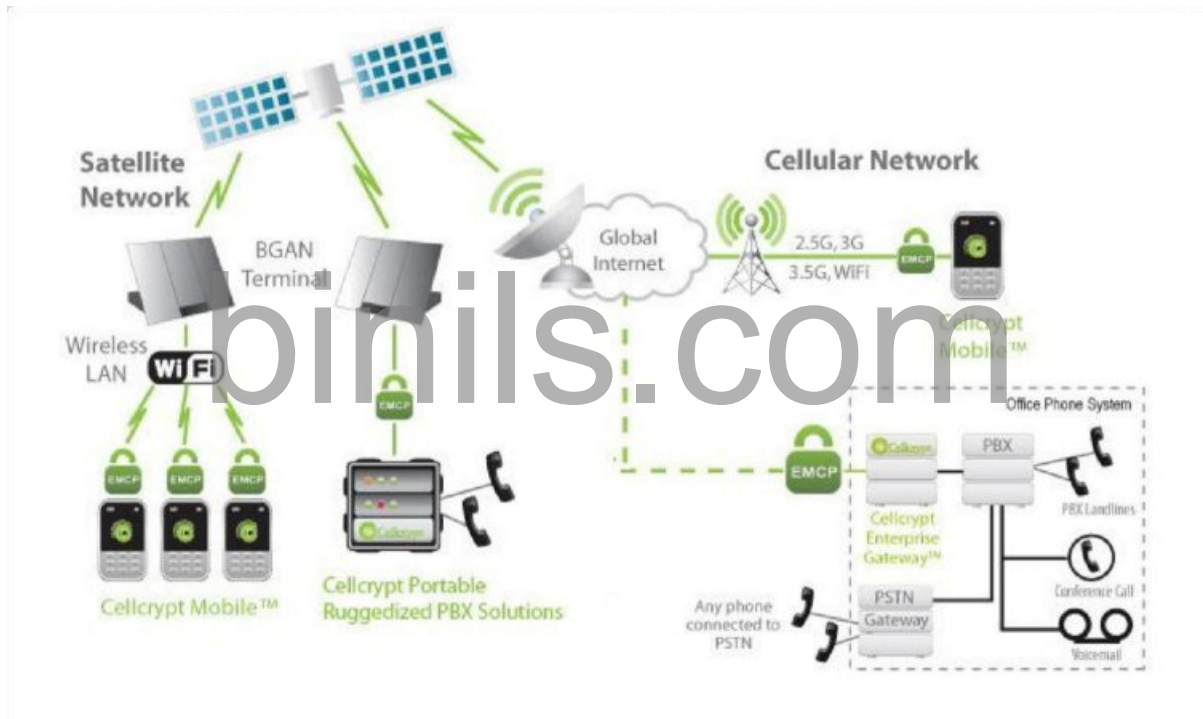 Satellite
Network
Cellular Network
BGAN
Terminal
Global
Internet
2.5G, 3G
3.5G, WiFi
EMCP
Cellcrypt
Mobile™
Wireless
LAN
Wi Fi
binils.com
EMCP
Office Phone System
EMCP
Cellcrypt
PBX
EMCP
EMCP
EMCP
PBX Landlines
Cellcrypt
Enterprise
Gateway™
Cellcrypt
Cellcrypt Mobile™
Cellcrypt Portable
Ruggedized PBX Solutions
Conference Call
Any phone
connected to
PSTN
PSTN
Gateway
Voicemail